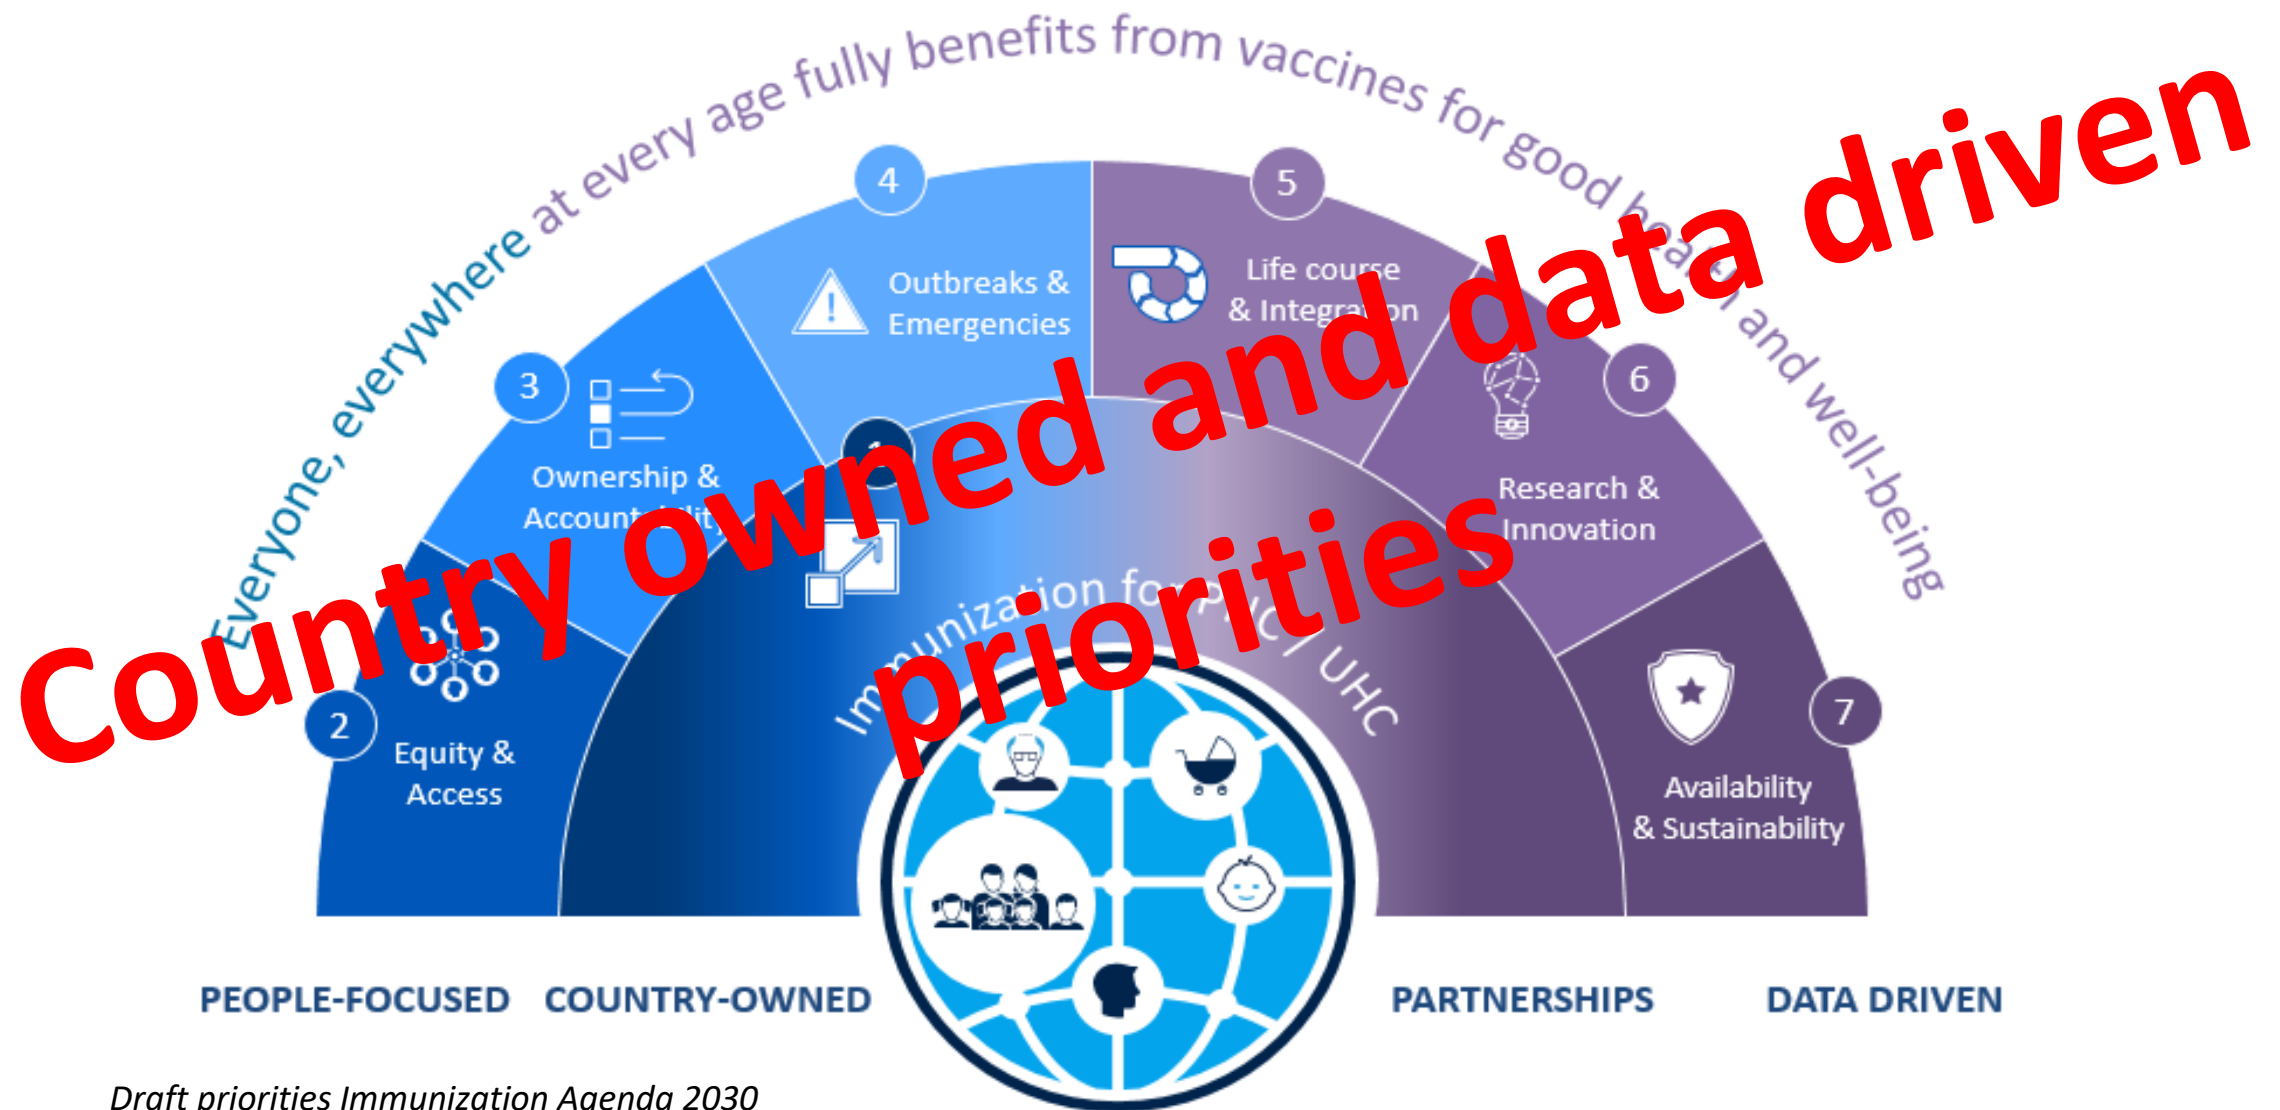 Everyone, everywhere at every age fully benefits from vaccines for good health and well-being
4
Outbreaks &
Emergencies
5
Life course
& Integration
3
Ownership &
Accountability
6
Research &
Innovation
1
Immunization for PHC / UHC
2
Equity &
Access
7
Availability
& Sustainability
Country owned and data driven
priorities
PEOPLE-FOCUSED
COUNTRY-OWNED
PARTNERSHIPS
DATA DRIVEN
Draft priorities Immunization Agenda 2030